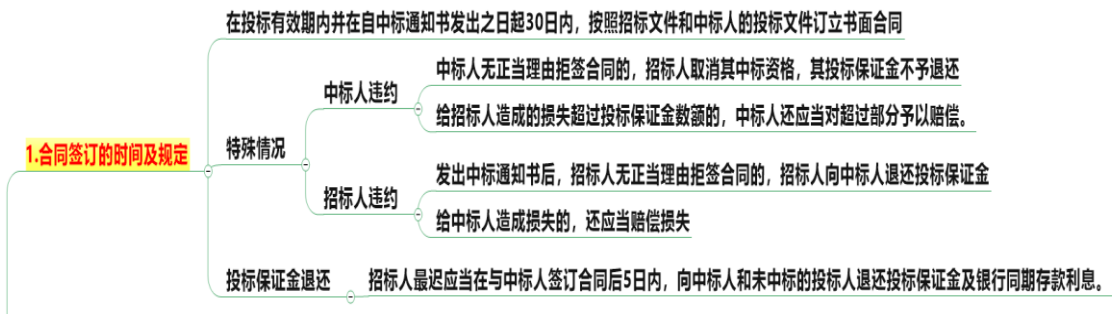 在投标有效期内并在自中标通知书发出之日起30日内，按照招标文件和中标人的投标文件订立书面合同
中标人无正当理由拒签合同的，招标人取消其中标资格，其投标保证金不予退还
中标人违约
给招标人造成的损失超过投标保证金数额的，中标人还应当对超过部分予以赔偿。
1.合同签订的时间及规定
特殊情况
发出中标通知书后，招标人无正当理由拒签合同的，招标人向中标人退还投标保证金
招标人违约
给中标人造成损失的，还应当赔偿损失
投标保证金退还
招标人最迟应当在与中标人签订合同后5日内，向中标人和未中标的投标人退还投标保证金及银行同期存款利息。